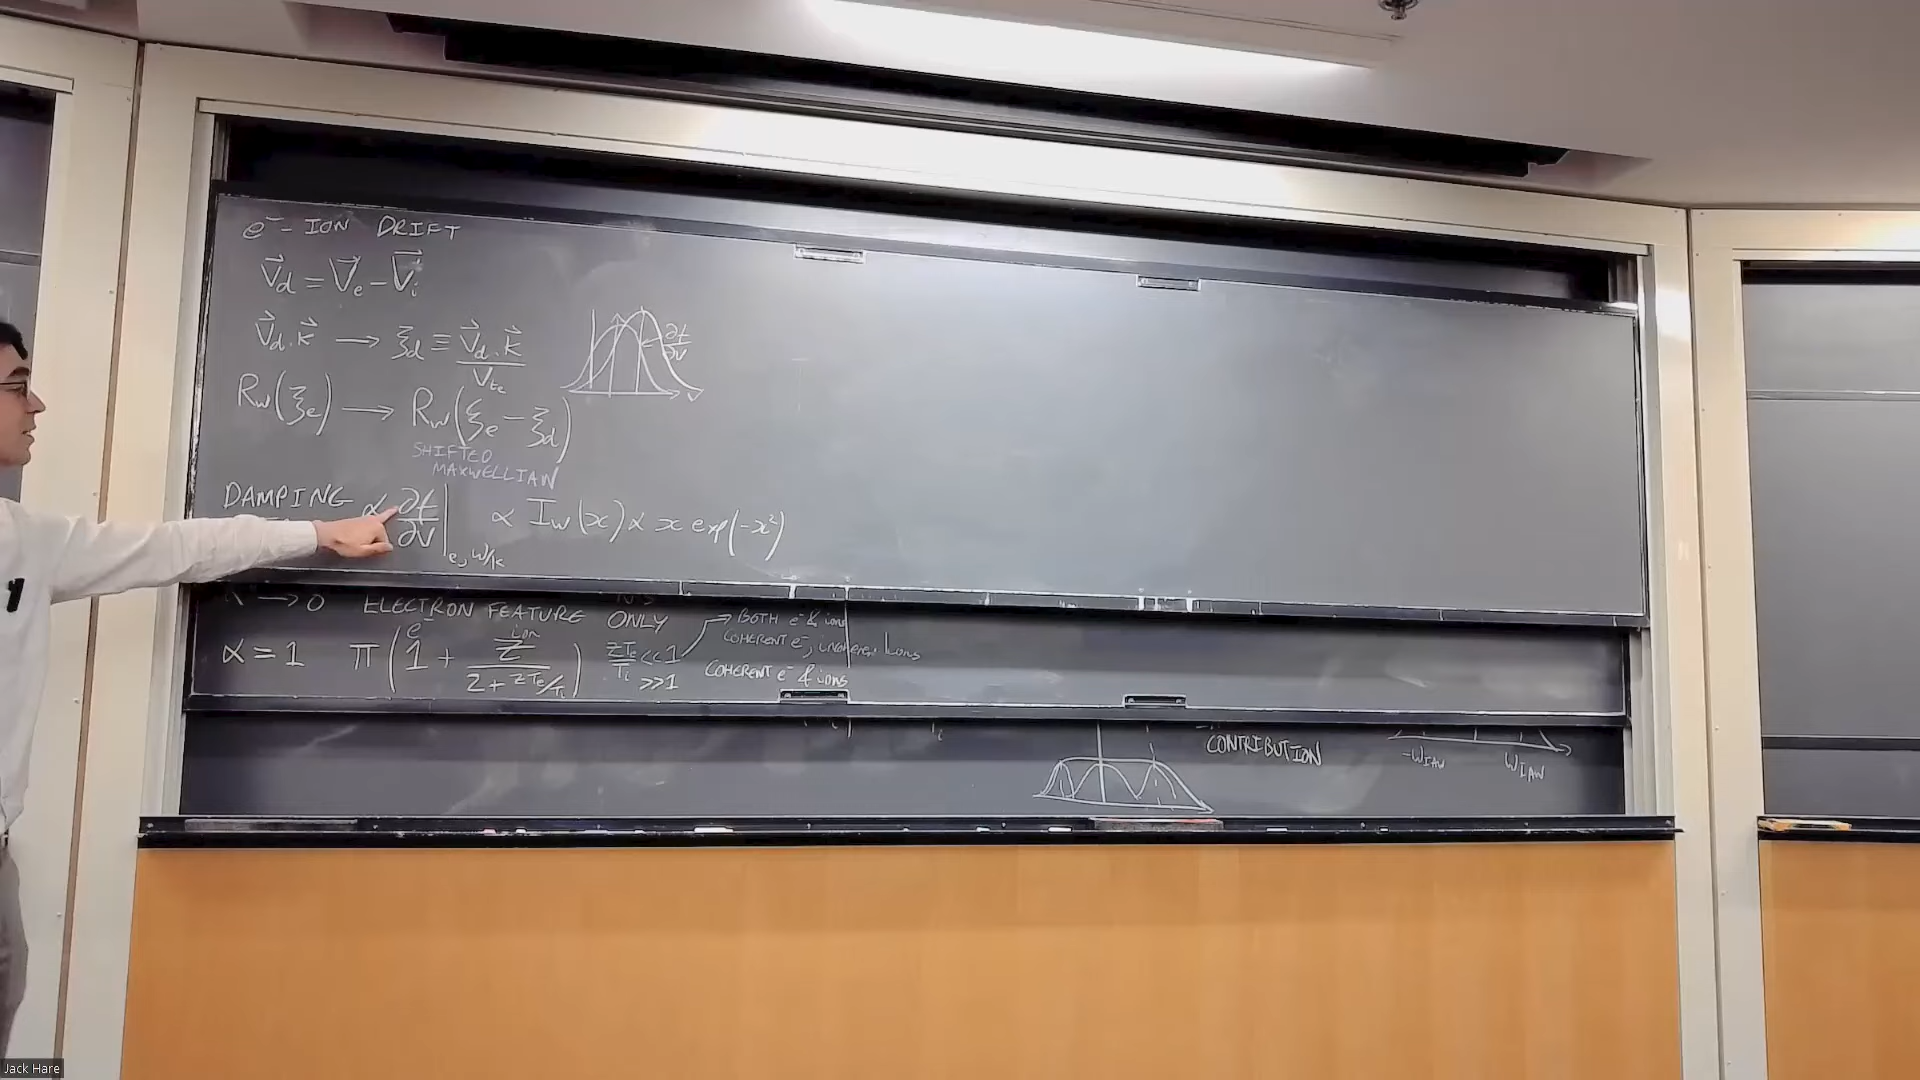 e⁻- ION DRIFT
V⃗d = V⃗e - V⃗i
V⃗d.k⃗ → ξd ≡ V⃗d.k⃗ / Vte
∂f/∂v
v
Rw(ξe) → Rw(ξe - ξd)
SHIFTED
MAXWELLIAN
DAMPING ∝ ∂f/∂v |e, ω/k ∝ Iw(x) ∝ x exp(-x²)
→ 0 ELECTRON FEATURE ONLY
α = 1 π(1 + Z / 2 + ZTe/Ti)
e⁻
ion
ZTe/Ti <<1 → BOTH e⁻ & ions
COHERENT e⁻, incoherent ions
>>1 COHERENT e⁻ & ions
CONTRIBUTION
-ωIAW
ωIAW
Jack Hare